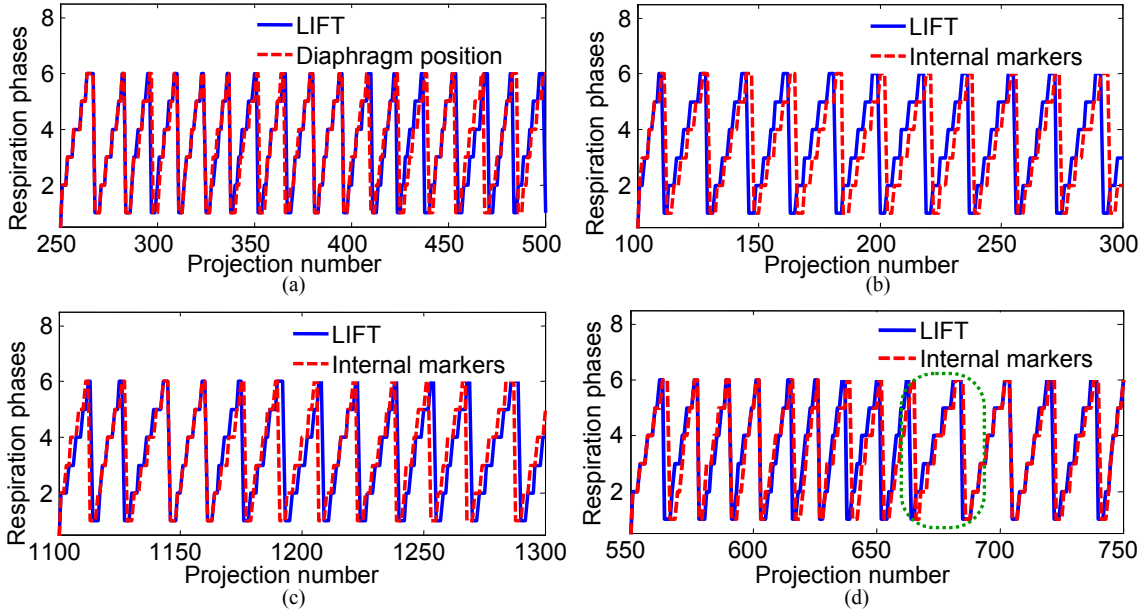 Respiration phases
8
6
4
2
LIFT
Diaphragm position
250 300 350 400 450 500
Projection number
(a)
Respiration phases
8
6
4
2
LIFT
Internal markers
100 150 200 250 300
Projection number
(b)
Respiration phases
8
6
4
2
LIFT
Internal markers
1100 1150 1200 1250 1300
Projection number
(c)
Respiration phases
8
6
4
2
LIFT
Internal markers
550 600 650 700 750
Projection number
(d)